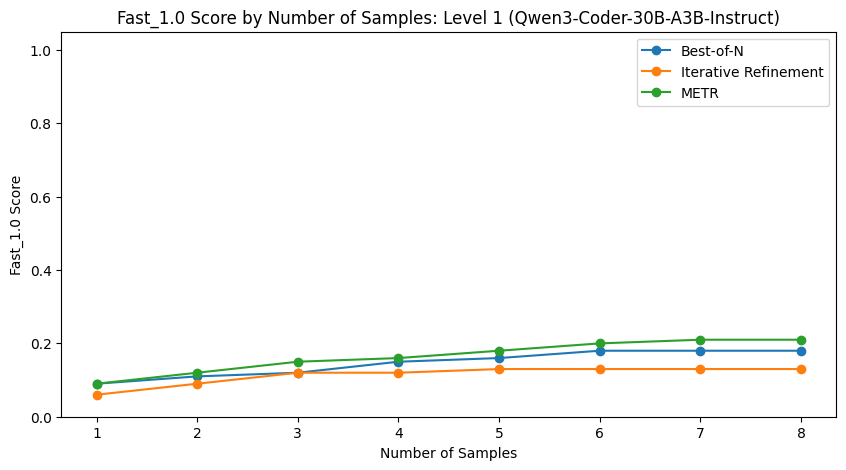 Fast_1.0 Score by Number of Samples: Level 1 (Qwen3-Coder-30B-A3B-Instruct)
Best-of-N
Iterative Refinement
METR
1.0
0.8
0.6
0.4
0.2
0.0
Fast_1.0 Score
1 2 3 4 5 6 7 8
Number of Samples